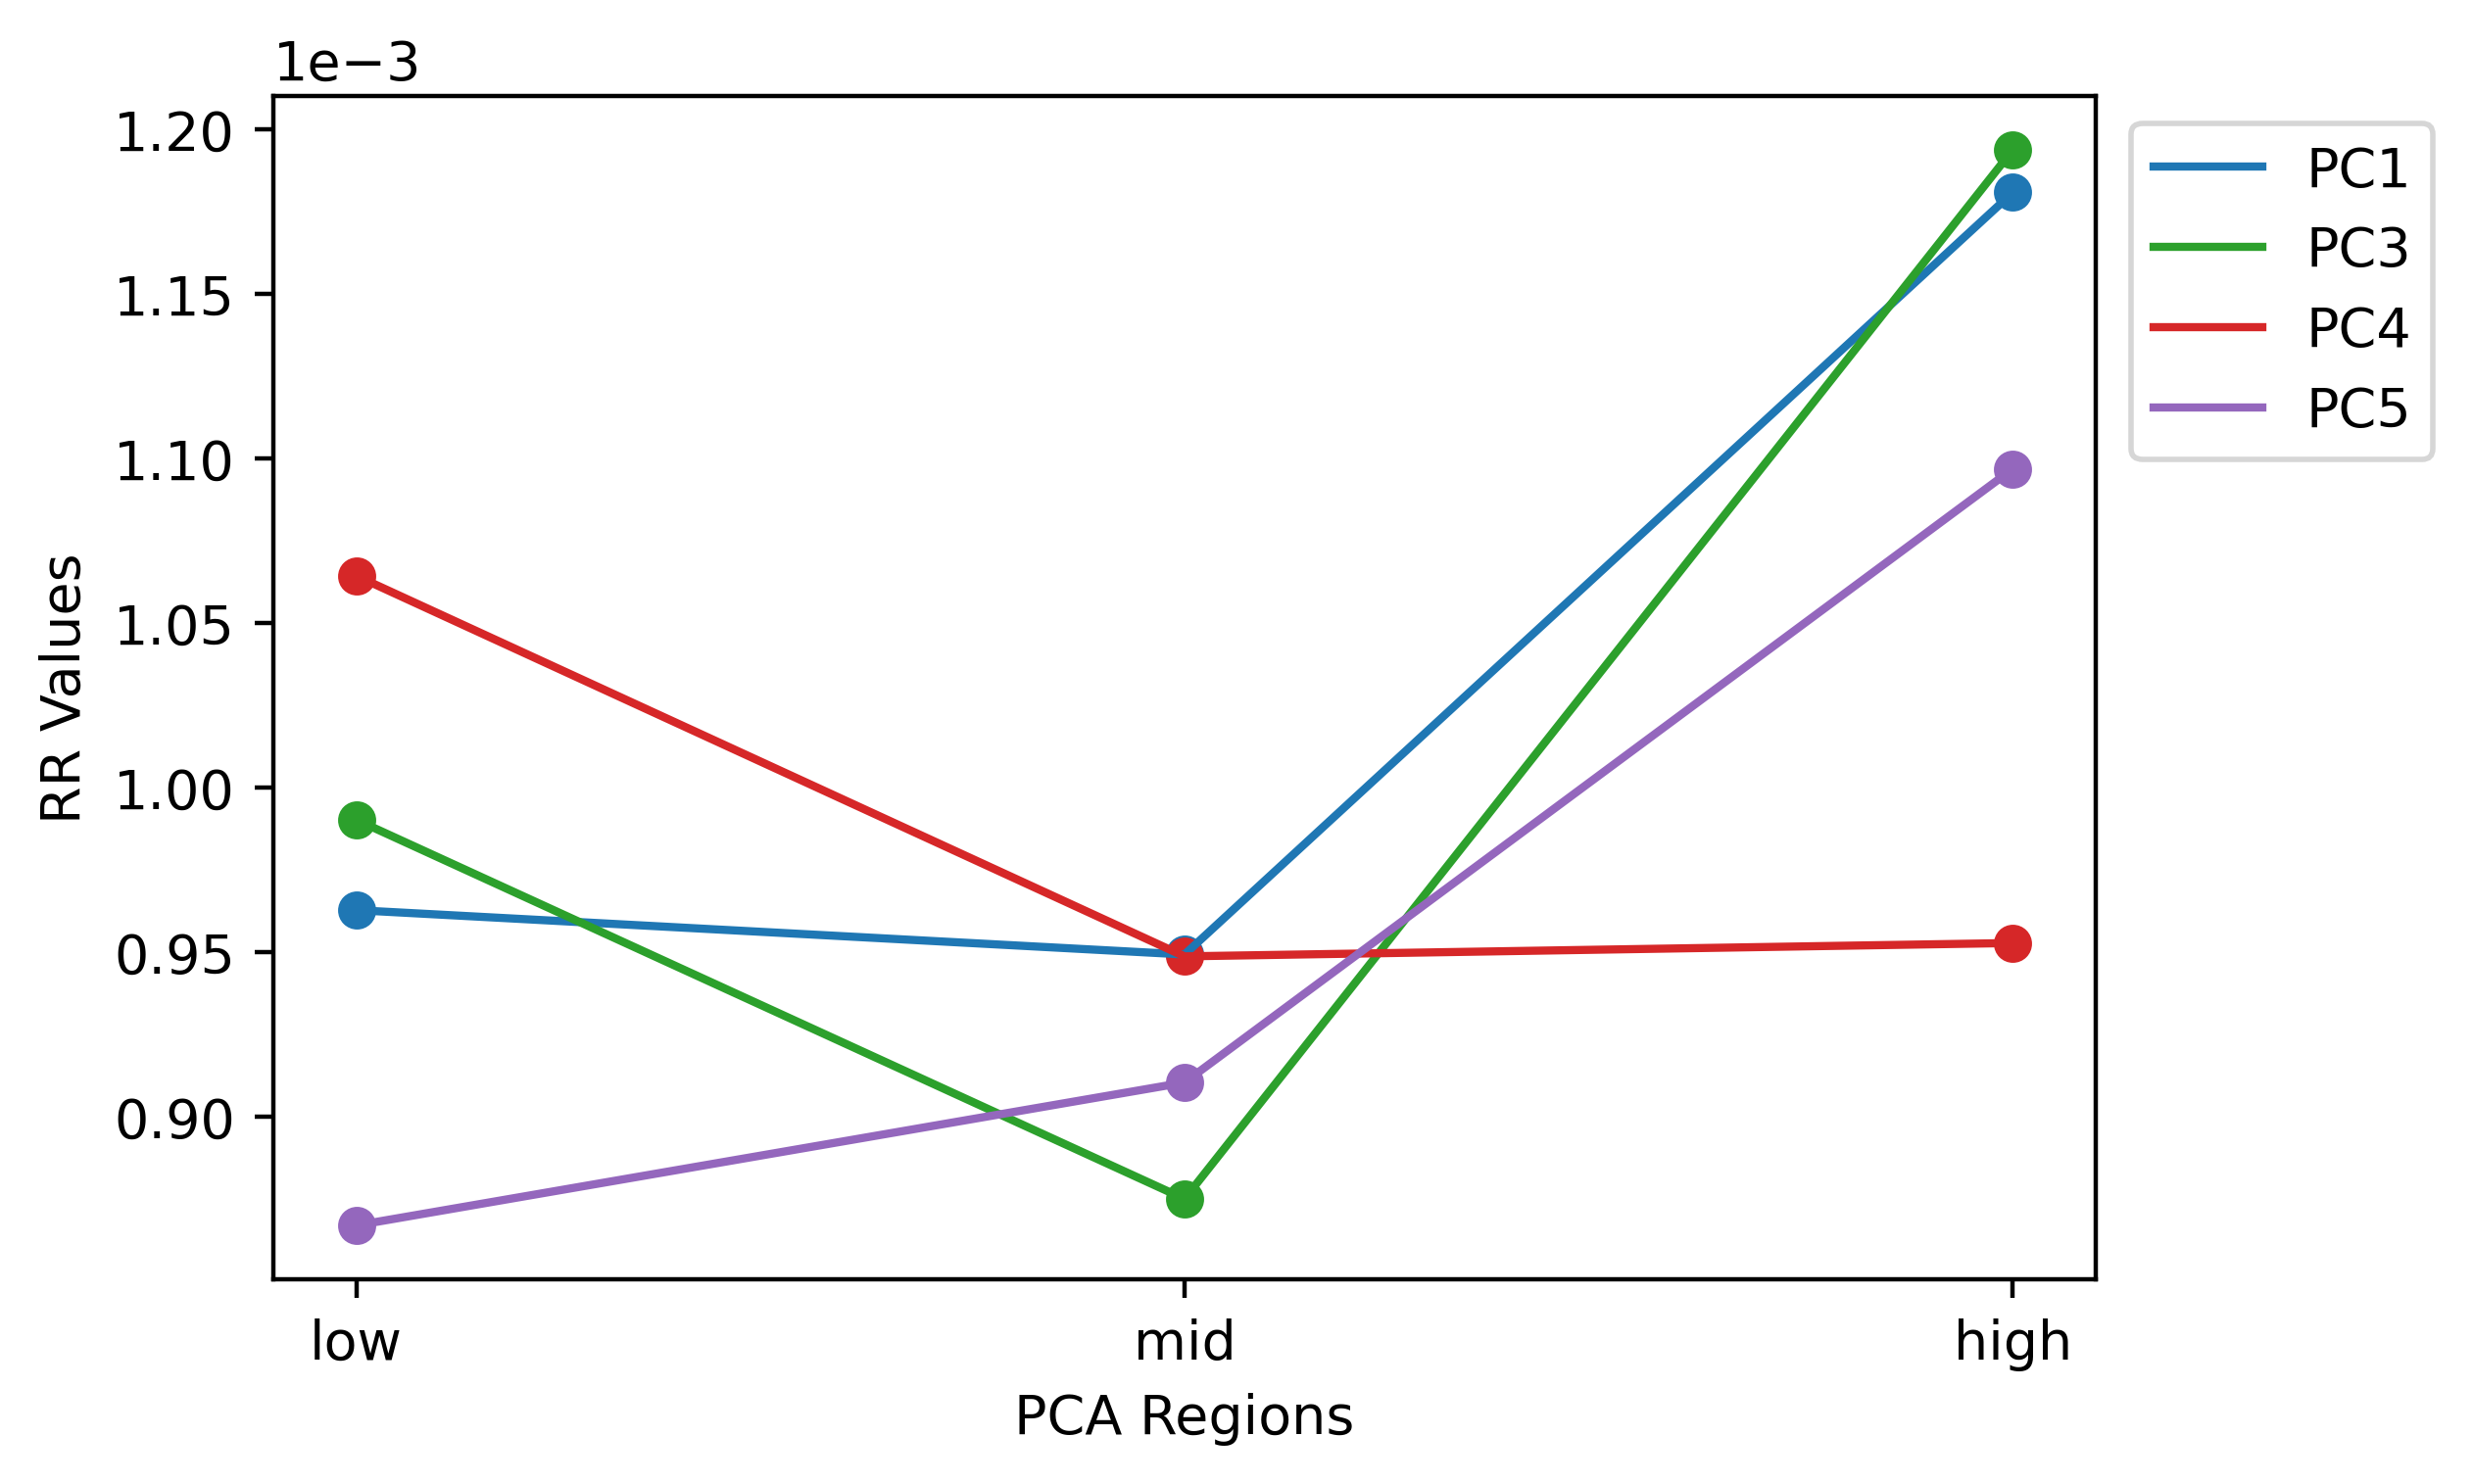 1e−3
1.20
1.15
1.10
1.05
1.00
0.95
0.90
RR Values
low
mid
high
PCA Regions
PC1
PC3
PC4
PC5